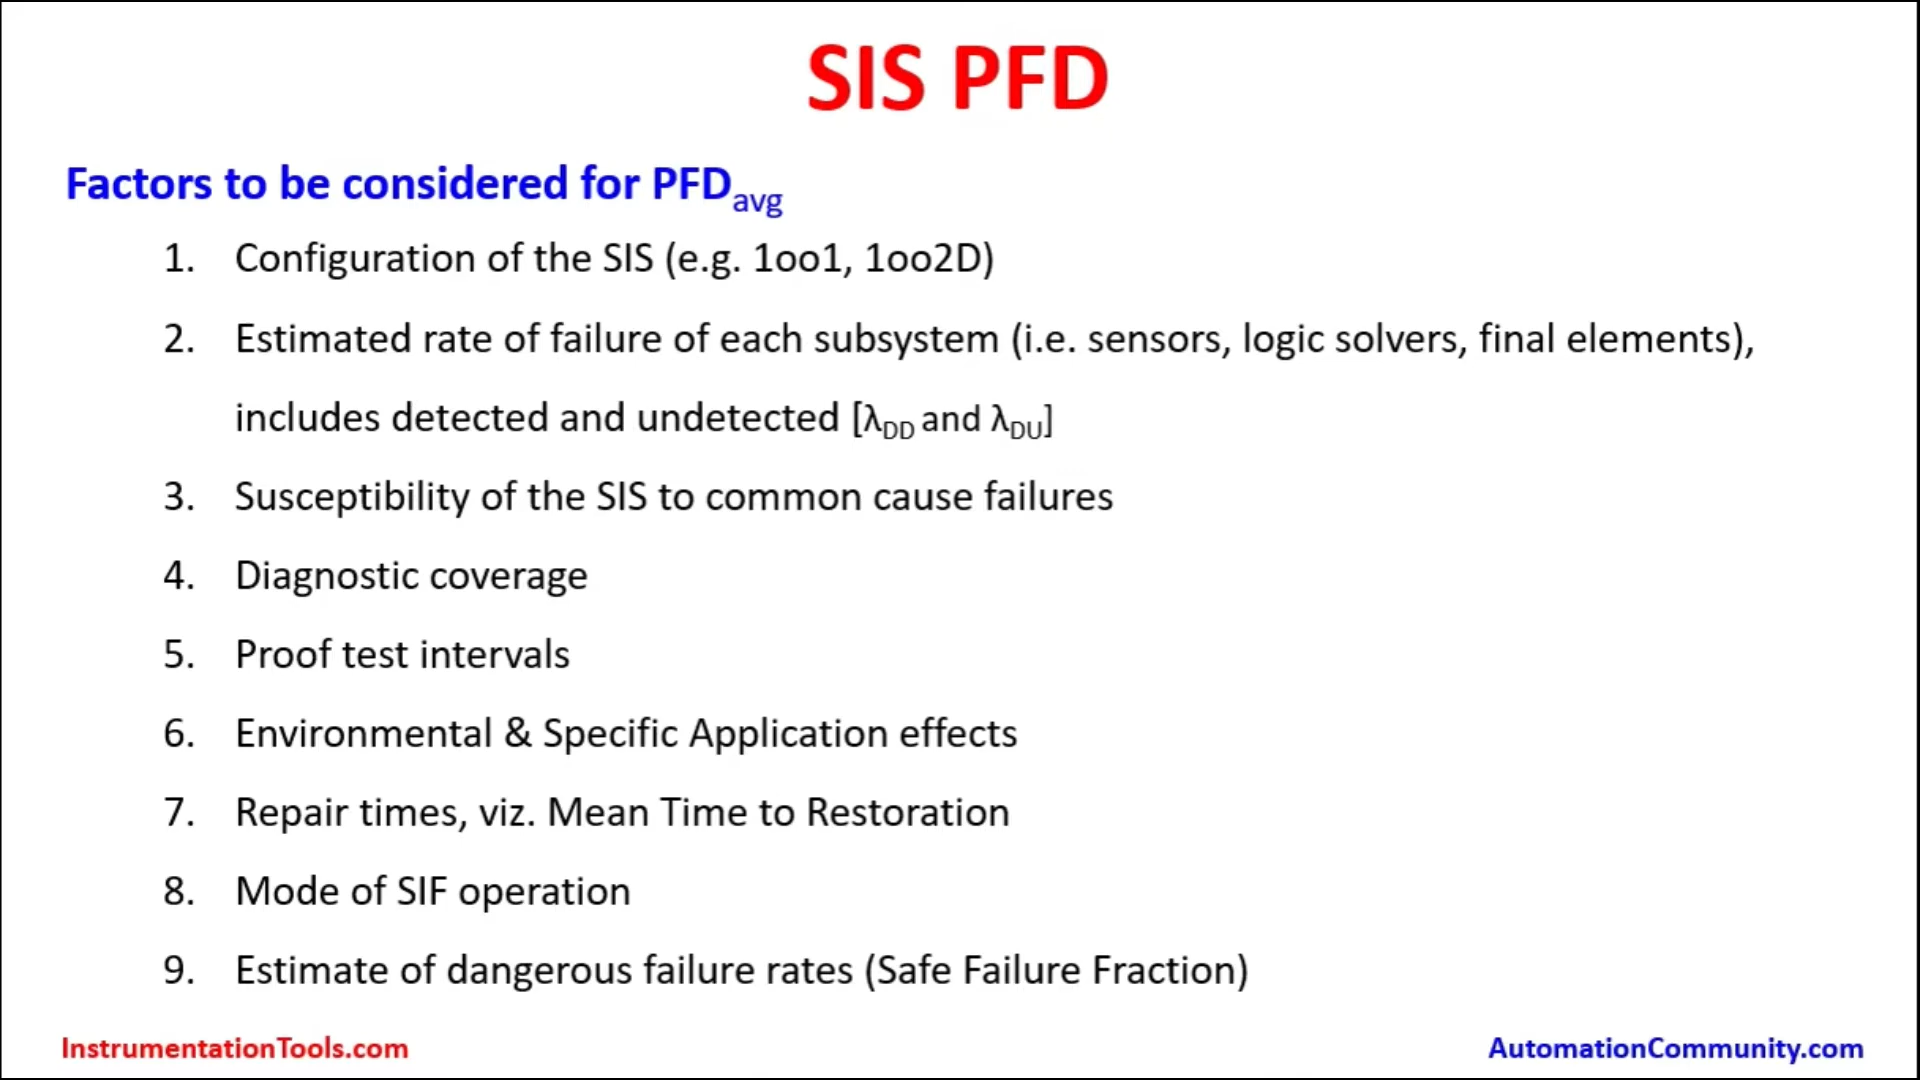 SIS PFD
Factors to be considered for PFDavg
1. Configuration of the SIS (e.g. 1oo1, 1oo2D)
2. Estimated rate of failure of each subsystem (i.e. sensors, logic solvers, final elements),
includes detected and undetected [λDD and λDU]
3. Susceptibility of the SIS to common cause failures
4. Diagnostic coverage
5. Proof test intervals
6. Environmental & Specific Application effects
7. Repair times, viz. Mean Time to Restoration
8. Mode of SIF operation
9. Estimate of dangerous failure rates (Safe Failure Fraction)
InstrumentationTools.com
AutomationCommunity.com